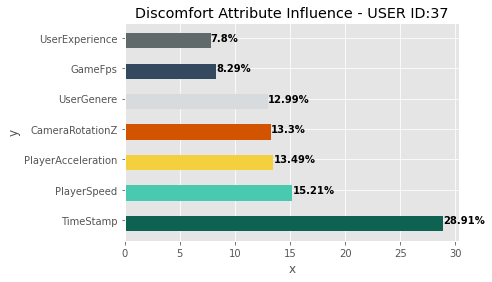 Discomfort Attribute Influence - USER ID:37
UserExperience
7.8%
GameFps
8.29%
UserGenere
12.99%
CameraRotationZ
13.3%
PlayerAcceleration
13.49%
PlayerSpeed
15.21%
TimeStamp
28.91%
y
0 5 10 15 20 25 30
x